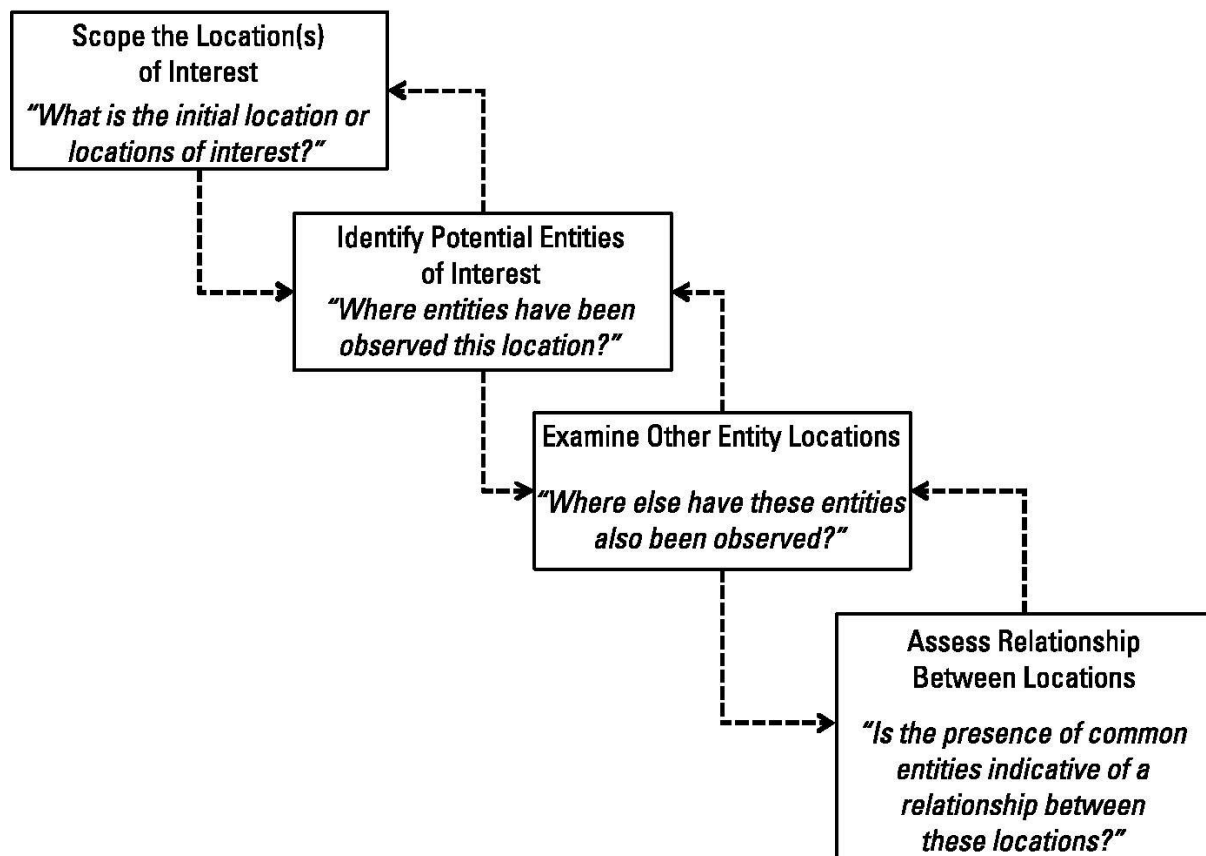 Scope the Location(s)
of Interest
“What is the initial location or
locations of interest?”
Identify Potential Entities
of Interest
“Where entities have been
observed this location?”
Examine Other Entity Locations
“Where else have these entities
also been observed?”
Assess Relationship
Between Locations
“Is the presence of common
entities indicative of a
relationship between
these locations?”